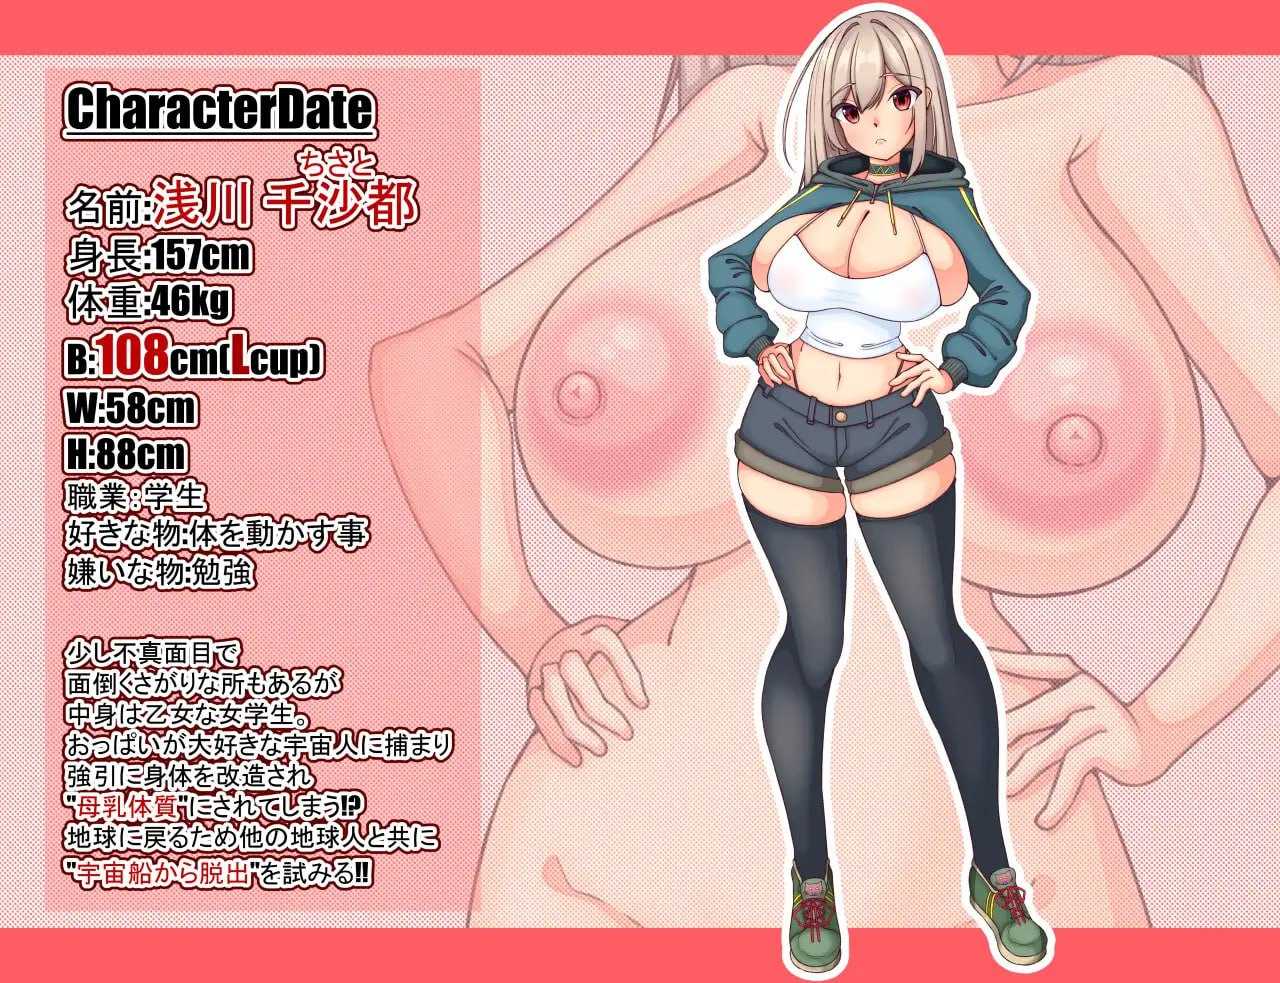 CharacterDate
ちさと
名前:浅川 千沙都
身長:157cm
体重:46kg
B:108cm(Lcup)
W:58cm
H:88cm
職業:学生
好きな物:体を動かす事
嫌いな物:勉強
少し不真面目で
面倒くさがりな所もあるが
中身は乙女な女学生。
おっぱいが大好きな宇宙人に捕まり
強引に身体を改造され
"母乳体質"にされてしまう!?
地球に戻るため他の地球人と共に
"宇宙船から脱出"を試みる!!